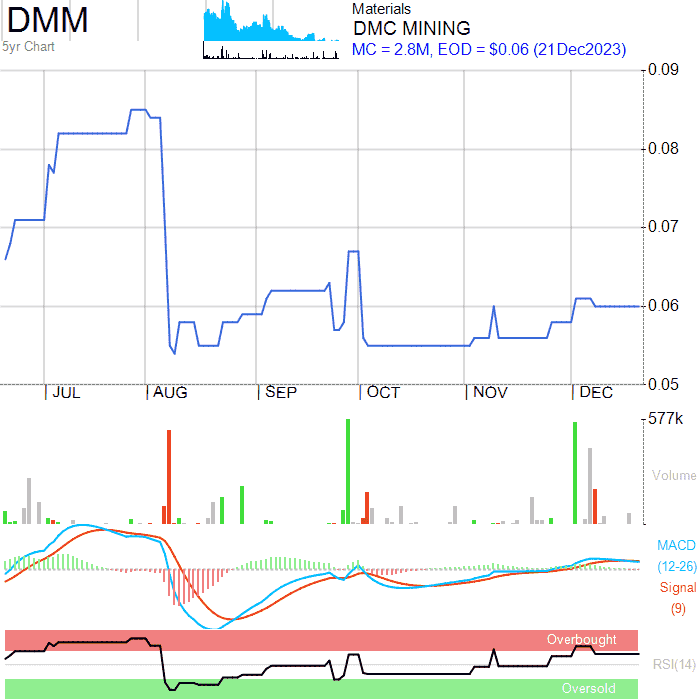 DMM
5yr Chart
Materials
DMC MINING
MC = 2.8M, EOD = $0.06 (21Dec2023)
0.09
0.08
0.07
0.06
0.05
JUL AUG SEP OCT NOV DEC
577k
Volume
MACD
(12-26)
Signal
(9)
Overbought
RSI(14)
Oversold